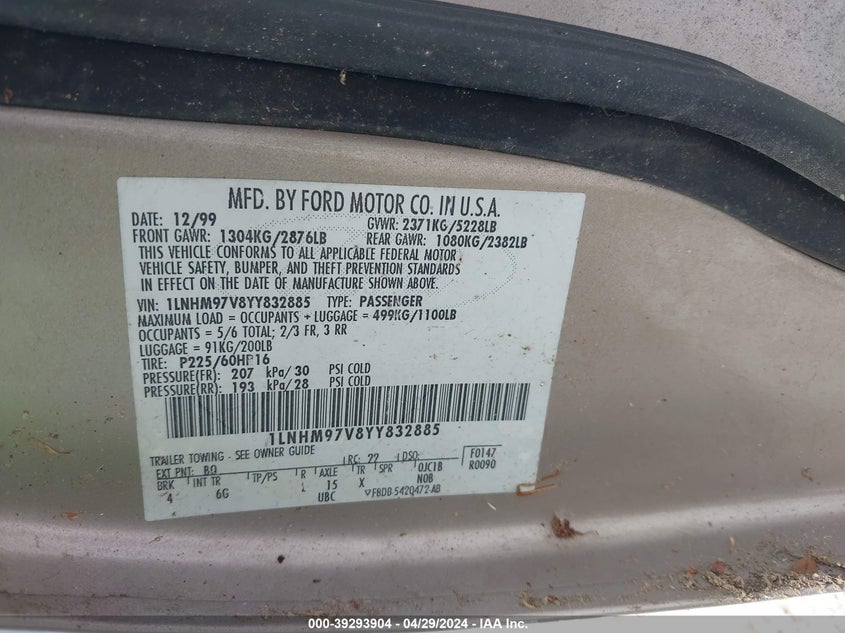 MFD. BY FORD MOTOR CO. IN U.S.A.
DATE: 12/99 GVWR: 2371KG/5228LB
FRONT GAWR: 1304KG/2876LB REAR GAWR: 1080KG/2382LB
THIS VEHICLE CONFORMS TO ALL APPLICABLE FEDERAL MOTOR
VEHICLE SAFETY, BUMPER, AND THEFT PREVENTION STANDARDS
IN EFFECT ON THE DATE OF MANUFACTURE SHOWN ABOVE.
VIN: 1LNHM97V8YY832885 TYPE: PASSENGER
MAXIMUM LOAD = OCCUPANTS + LUGGAGE = 499KG/1100LB
OCCUPANTS = 5/6 TOTAL; 2/3 FR, 3 RR
LUGGAGE = 91KG/200LB
TIRE: P225/60HR16
PRESSURE(FR) 207 kPa/30 PSI COLD
PRESSURE(RR) 193 kPa/28 PSI COLD
1LNHM97V8YY832885
TRAILER TOWING - SEE OWNER GUIDE
EXT PNT: BQ RC: 22 DSO: F0147
BRK INT TR TP/PS R AXLE TR SPR 0JC1B R0090
4 6G L 15 X N0B
UBC F8DB 5420472 AB
000-39293904 - 04/29/2024 - IAA Inc.